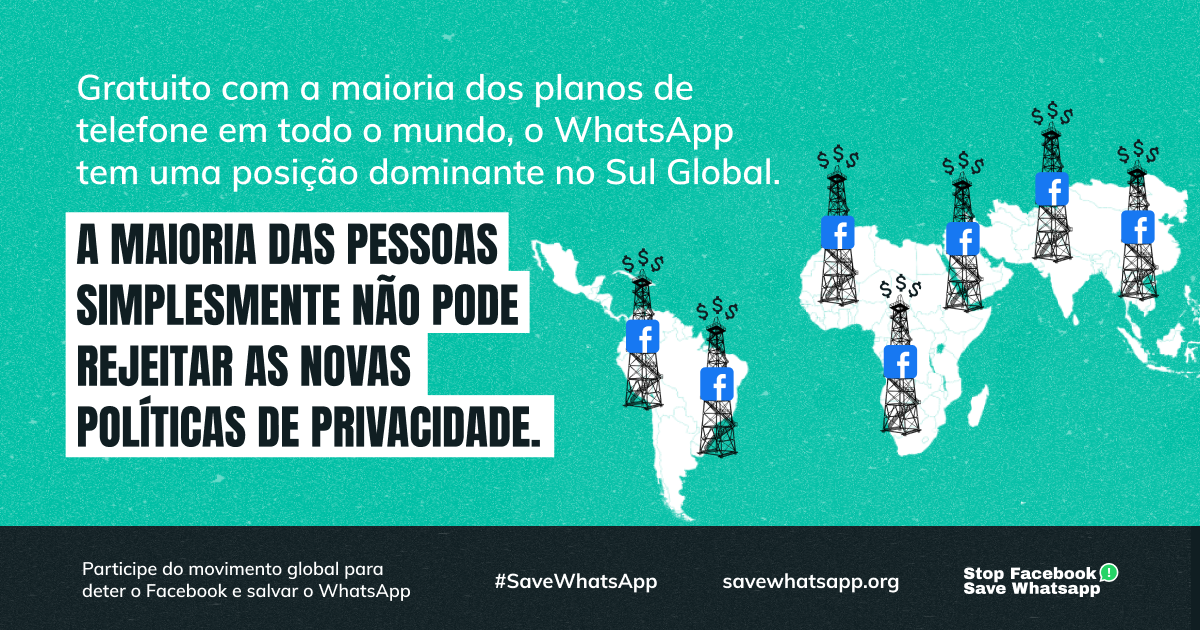 Gratuito com a maioria dos planos de
telefone em todo o mundo, o WhatsApp
tem uma posição dominante no Sul Global.
A MAIORIA DAS PESSOAS
SIMPLESMENTE NÃO PODE
REJEITAR AS NOVAS
POLÍTICAS DE PRIVACIDADE.
$$$
$$$
$$$
$$$
$$$
$$$
$$$
Participe do movimento global para
deter o Facebook e salvar o WhatsApp
#SaveWhatsApp
savewhatsapp.org
Stop Facebook
Save Whatsapp